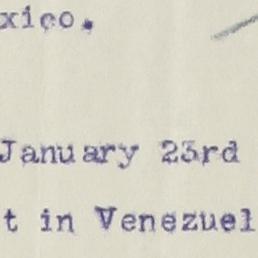 xico.
January 23rd
t in Venezuel